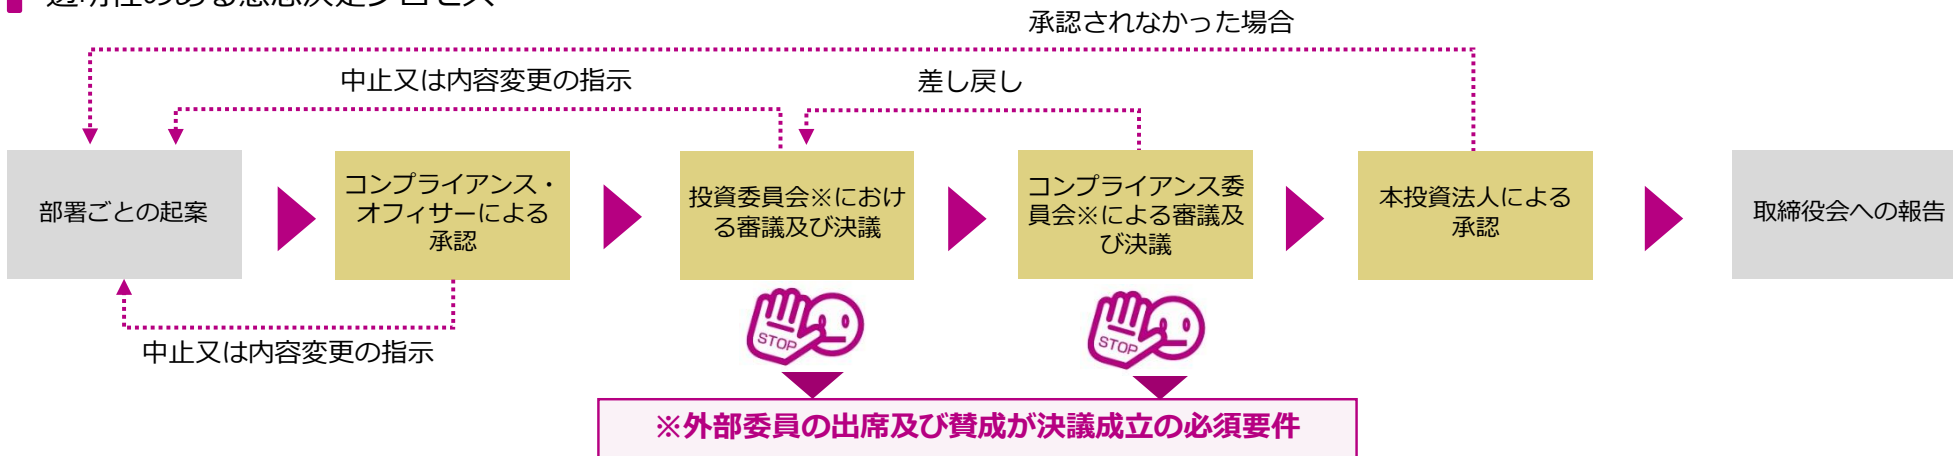 承認されなかった場合
中止又は内容変更の指示
差し戻し
部署ごとの起案
コンプライアンス・
オフィサーによる
承認
投資委員会※におけ
る審議及び決議
コンプライアンス委
員会※による審議及
び決議
本投資法人による
承認
取締役会への報告
STOP
STOP
中止又は内容変更の指示
※外部委員の出席及び賛成が決議成立の必須要件